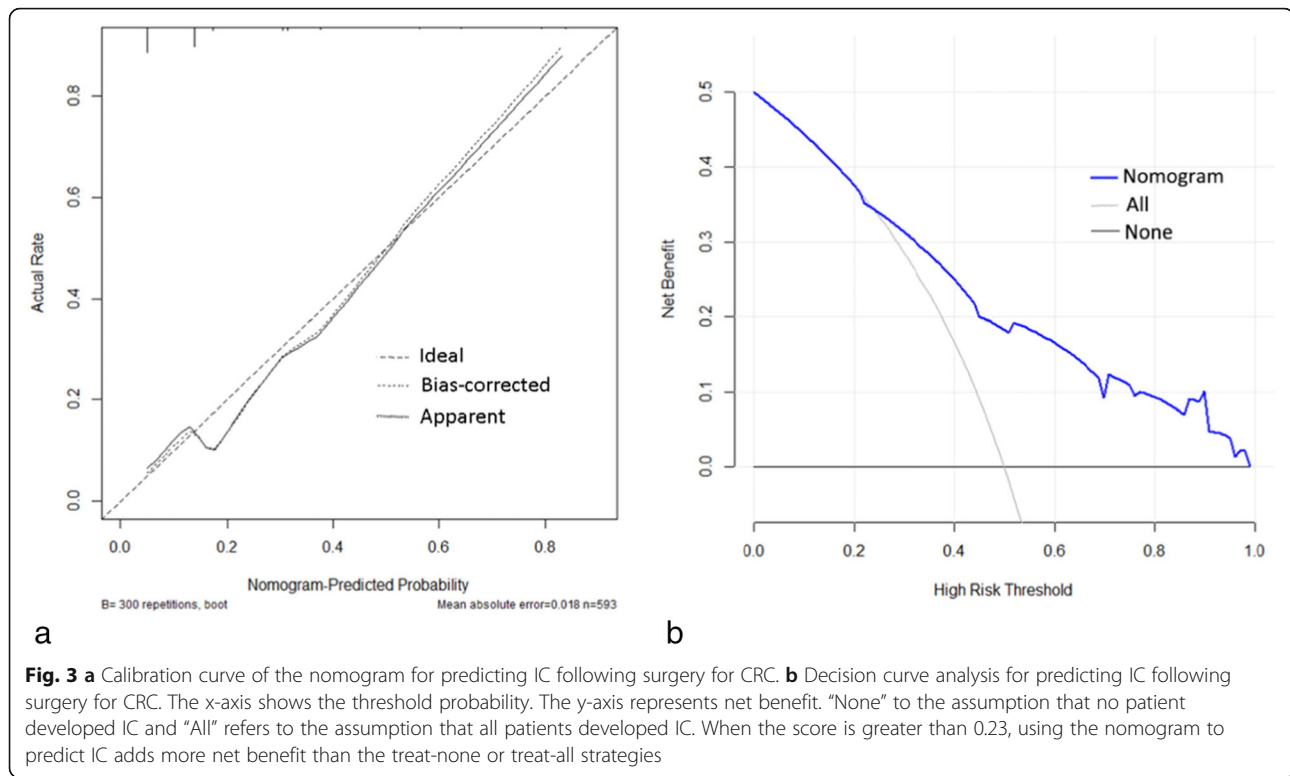 Actual Rate
0.8
0.6
0.4
0.2
0.0
Ideal
Bias-corrected
Apparent
0.0 0.2 0.4 0.6 0.8
Nomogram-Predicted Probability
B= 300 repetitions, boot Mean absolute error=0.018 n=593
a
Net Benefit
0.5
0.4
0.3
0.2
0.1
0.0
Nomogram
All
None
0.0 0.2 0.4 0.6 0.8 1.0
High Risk Threshold
b
Fig. 3 a Calibration curve of the nomogram for predicting IC following surgery for CRC. b Decision curve analysis for predicting IC following
surgery for CRC. The x-axis shows the threshold probability. The y-axis represents net benefit. “None” to the assumption that no patient
developed IC and “All” refers to the assumption that all patients developed IC. When the score is greater than 0.23, using the nomogram to
predict IC adds more net benefit than the treat-none or treat-all strategies